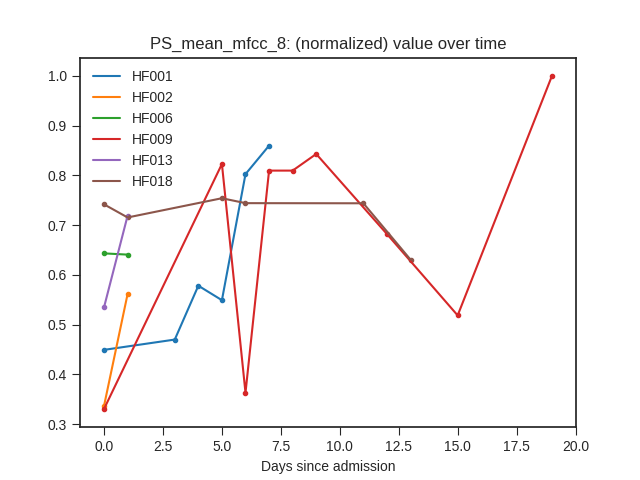 PS_mean_mfcc_8: (normalized) value over time
1.0
0.9
0.8
0.7
0.6
0.5
0.4
0.3
HF001
HF002
HF006
HF009
HF013
HF018
0.0 2.5 5.0 7.5 10.0 12.5 15.0 17.5 20.0
Days since admission